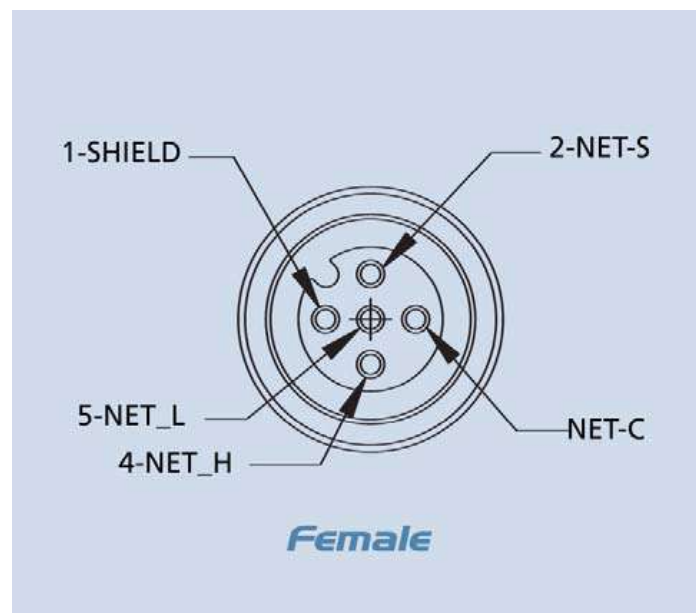 1-SHIELD
2-NET-S
5-NET_L
NET-C
4-NET_H
Female